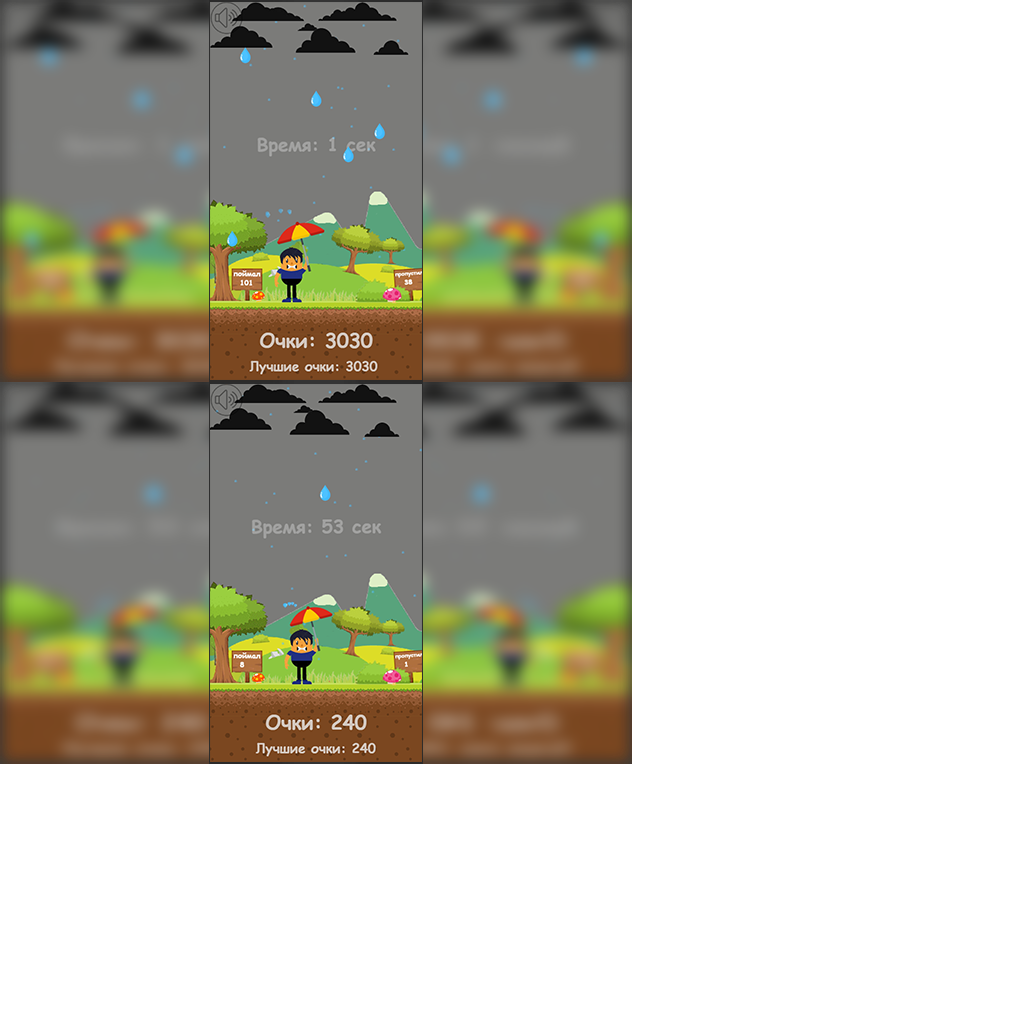 Время: 1 сек
поймал
101
пропустил
38
Очки: 3030
Лучшие очки: 3030
Время: 53 сек
поймал
8
пропустил
1
Очки: 240
Лучшие очки: 240